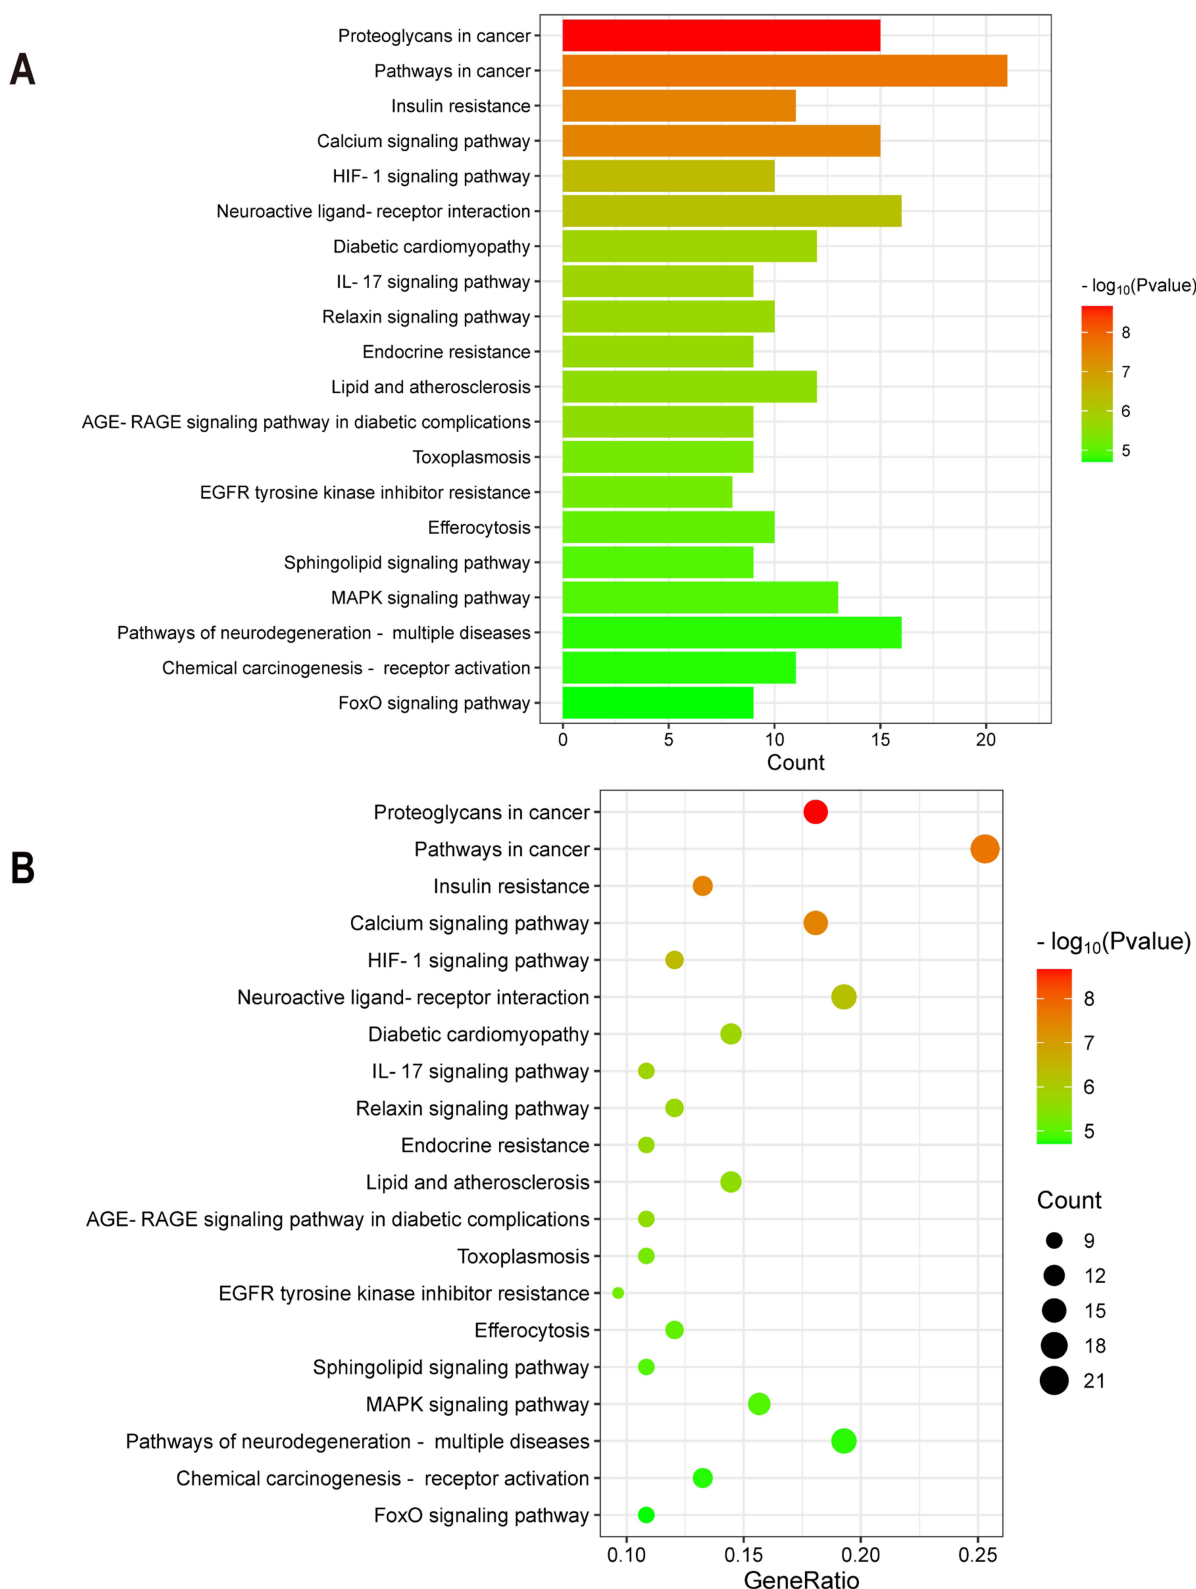 A
Proteoglycans in cancer
Pathways in cancer
Insulin resistance
Calcium signaling pathway
HIF- 1 signaling pathway
Neuroactive ligand- receptor interaction
Diabetic cardiomyopathy
IL- 17 signaling pathway
Relaxin signaling pathway
Endocrine resistance
Lipid and atherosclerosis
AGE- RAGE signaling pathway in diabetic complications
Toxoplasmosis
EGFR tyrosine kinase inhibitor resistance
Efferocytosis
Sphingolipid signaling pathway
MAPK signaling pathway
Pathways of neurodegeneration - multiple diseases
Chemical carcinogenesis - receptor activation
FoxO signaling pathway
0 5 10 15 20
Count
- log₁₀(Pvalue)
8
7
6
5
B
Proteoglycans in cancer
Pathways in cancer
Insulin resistance
Calcium signaling pathway
HIF- 1 signaling pathway
Neuroactive ligand- receptor interaction
Diabetic cardiomyopathy
IL- 17 signaling pathway
Relaxin signaling pathway
Endocrine resistance
Lipid and atherosclerosis
AGE- RAGE signaling pathway in diabetic complications
Toxoplasmosis
EGFR tyrosine kinase inhibitor resistance
Efferocytosis
Sphingolipid signaling pathway
MAPK signaling pathway
Pathways of neurodegeneration - multiple diseases
Chemical carcinogenesis - receptor activation
FoxO signaling pathway
0.10 0.15 0.20 0.25
GeneRatio
- log₁₀(Pvalue)
8
7
6
5
Count
9
12
15
18
21